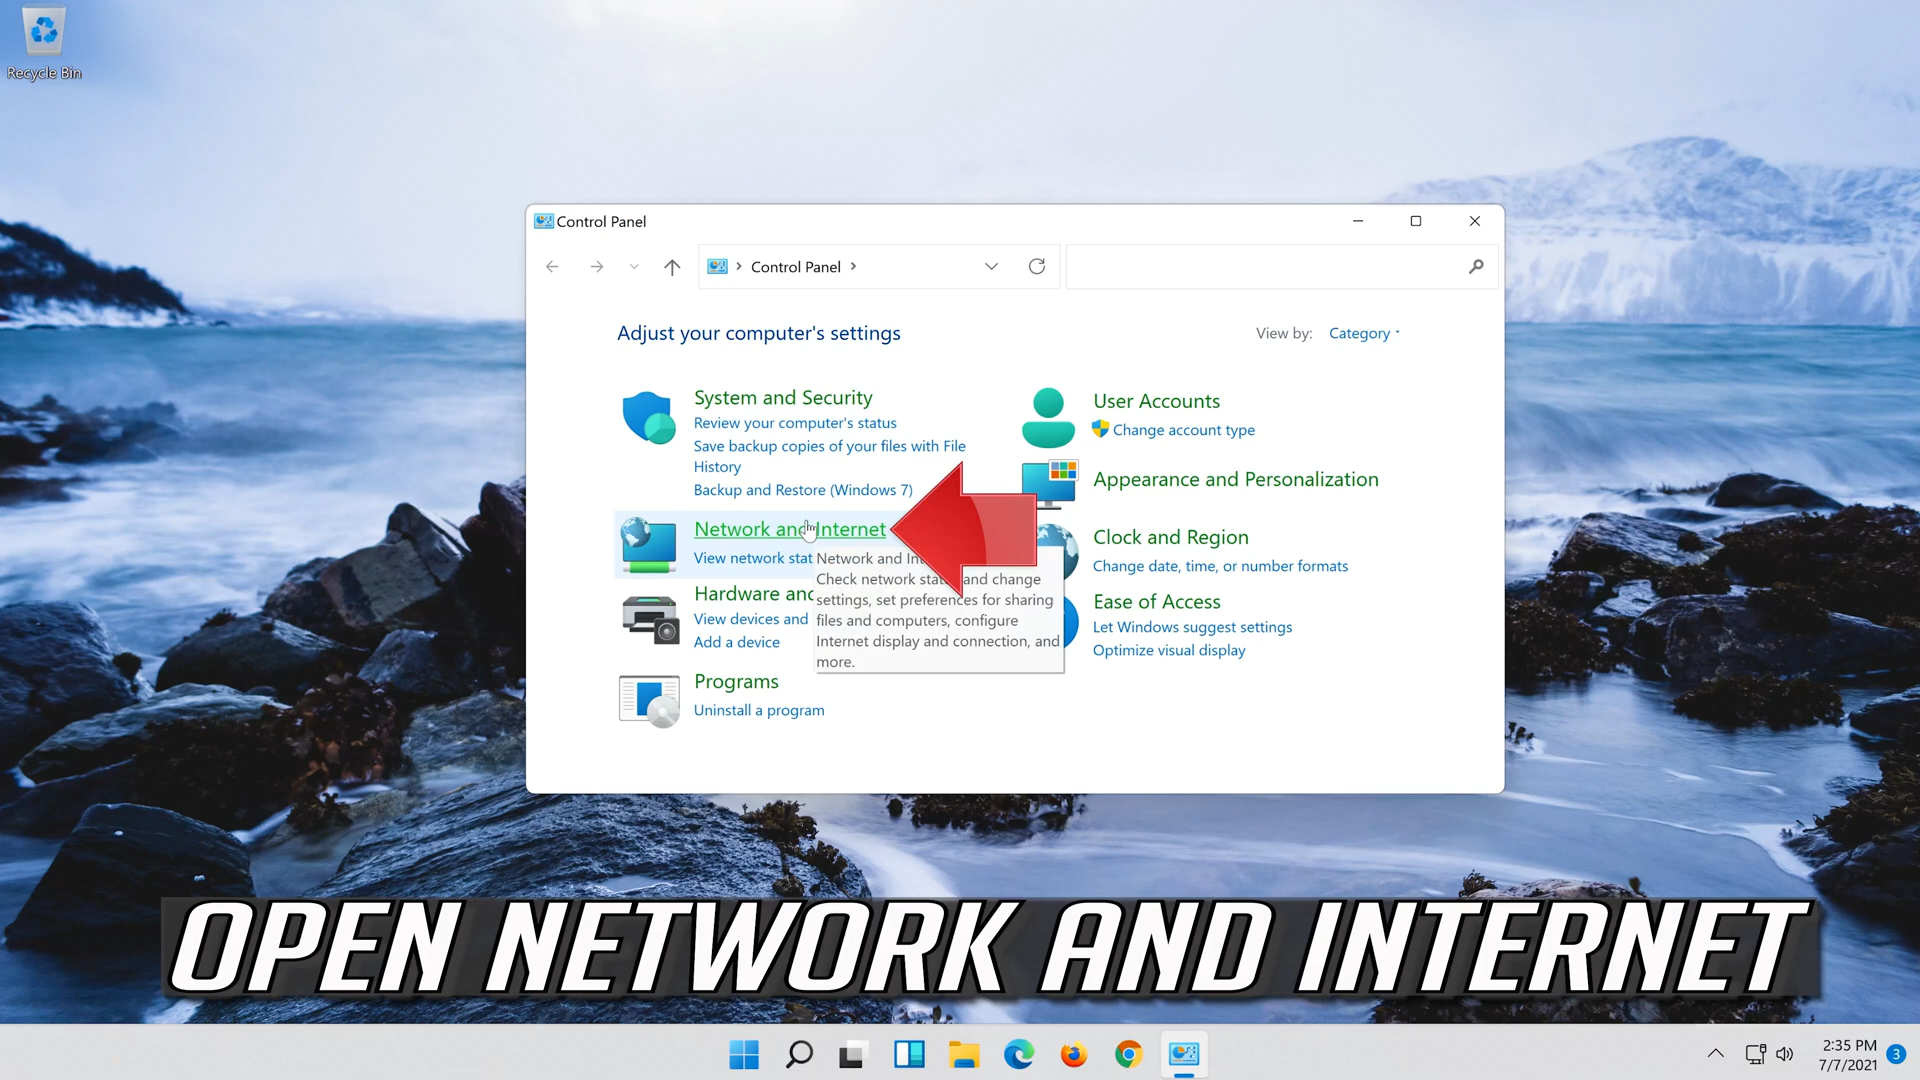 Recycle Bin
Control Panel
Control Panel
Adjust your computer's settings
View by: Category
System and Security
Review your computer's status
Save backup copies of your files with File
History
Backup and Restore (Windows 7)
Network and Internet
View network stat
Network and Int
Check network status and change
settings, set preferences for sharing
files and computers, configure
Internet display and connection, and
more.
Hardware and
View devices and
Add a device
Programs
Uninstall a program
User Accounts
Change account type
Appearance and Personalization
Clock and Region
Change date, time, or number formats
Ease of Access
Let Windows suggest settings
Optimize visual display
OPEN NETWORK AND INTERNET
2:35 PM
7/7/2021
3